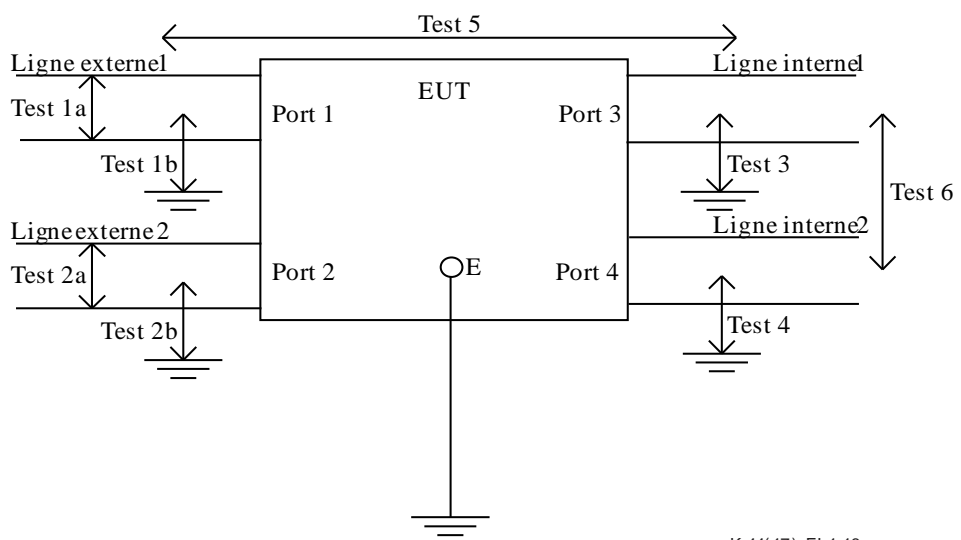 Test 5
Ligne externe1
Ligne interne1
EUT
Test 1a
Port 1
Port 3
Test 1b
Test 3
Test 6
Ligne externe 2
Ligne interne2
Test 2a
Port 2
E
Port 4
Test 2b
Test 4